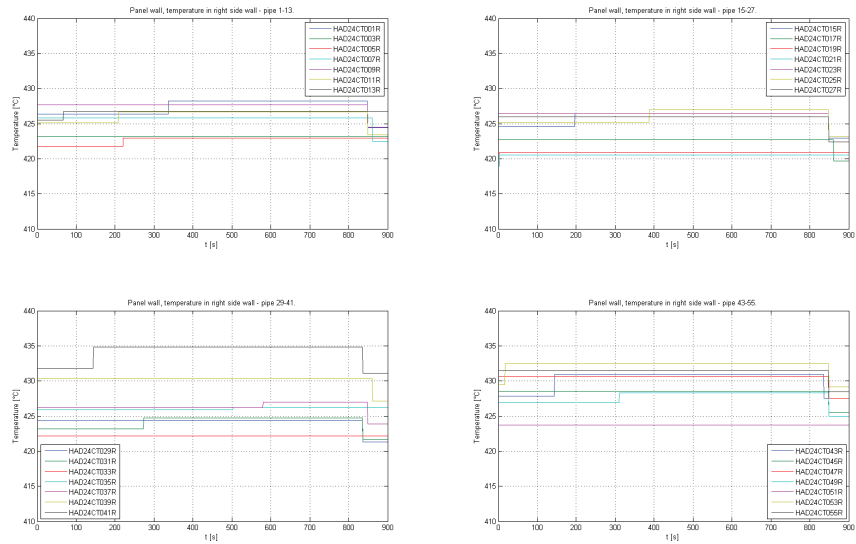 Panel wall, temperature in right side wall - pipe 1-13.
440
435
430
425
420
415
410
Temperature [°C]
0 100 200 300 400 500 600 700 800 900
t [s]
HAD24CT001R
HAD24CT003R
HAD24CT005R
HAD24CT007R
HAD24CT009R
HAD24CT011R
HAD24CT013R
Panel wall, temperature in right side wall - pipe 15-27.
440
435
430
425
420
415
410
Temperature [°C]
0 100 200 300 400 500 600 700 800 900
t [s]
HAD24CT015R
HAD24CT017R
HAD24CT019R
HAD24CT021R
HAD24CT023R
HAD24CT025R
HAD24CT027R
Panel wall, temperature in right side wall - pipe 29-41.
440
435
430
425
420
415
410
Temperature [°C]
0 100 200 300 400 500 600 700 800 900
t [s]
HAD24CT029R
HAD24CT031R
HAD24CT033R
HAD24CT035R
HAD24CT037R
HAD24CT039R
HAD24CT041R
Panel wall, temperature in right side wall - pipe 43-55.
440
435
430
425
420
415
410
Temperature [°C]
0 100 200 300 400 500 600 700 800 900
t [s]
HAD24CT043R
HAD24CT045R
HAD24CT047R
HAD24CT049R
HAD24CT051R
HAD24CT053R
HAD24CT055R